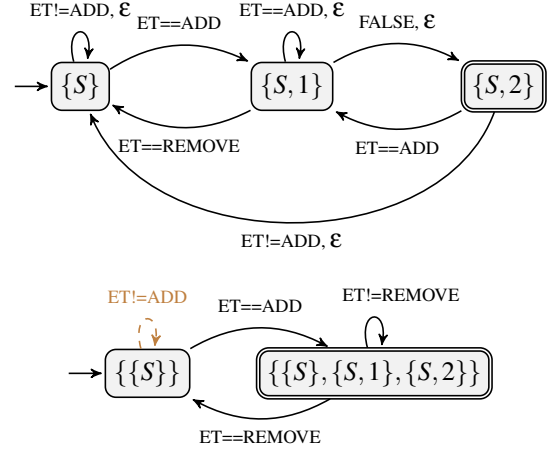 ET!=ADD, ℇ
ET==ADD
ET==ADD, ℇ
FALSE, ℇ
{S}
{S, 1}
{S, 2}
ET==REMOVE
ET==ADD
ET!=ADD, ℇ
ET!=ADD
ET==ADD
ET!=REMOVE
{{S}}
{{S}, {S, 1}, {S, 2}}
ET==REMOVE